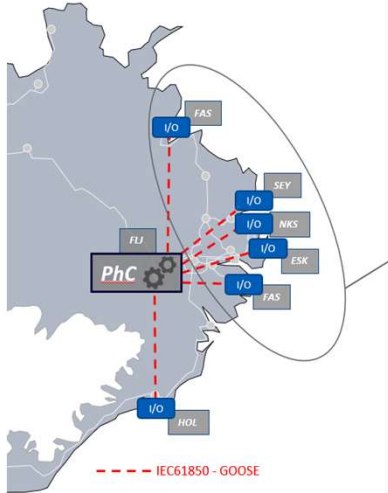 FAS
I/O
SEY
I/O
NKS
I/O
FLJ
I/O
ESK
PhC
I/O
FAS
I/O
HOL
IEC61850 - GOOSE